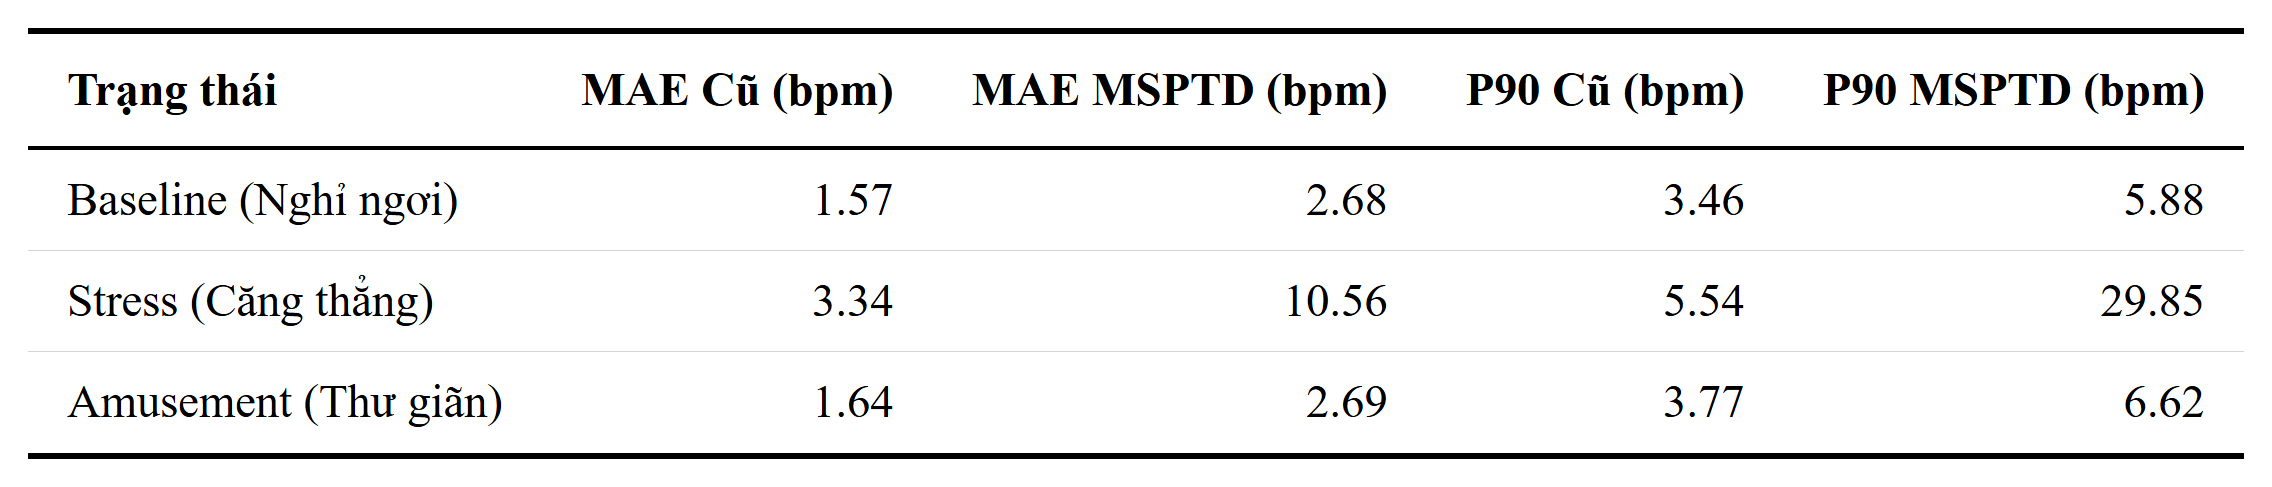 Trạng thái MAE Cũ (bpm) MAE MSPTD (bpm) P90 Cũ (bpm) P90 MSPTD (bpm)
Baseline (Nghỉ ngơi) 1.57 2.68 3.46 5.88
Stress (Căng thẳng) 3.34 10.56 5.54 29.85
Amusement (Thư giãn) 1.64 2.69 3.77 6.62